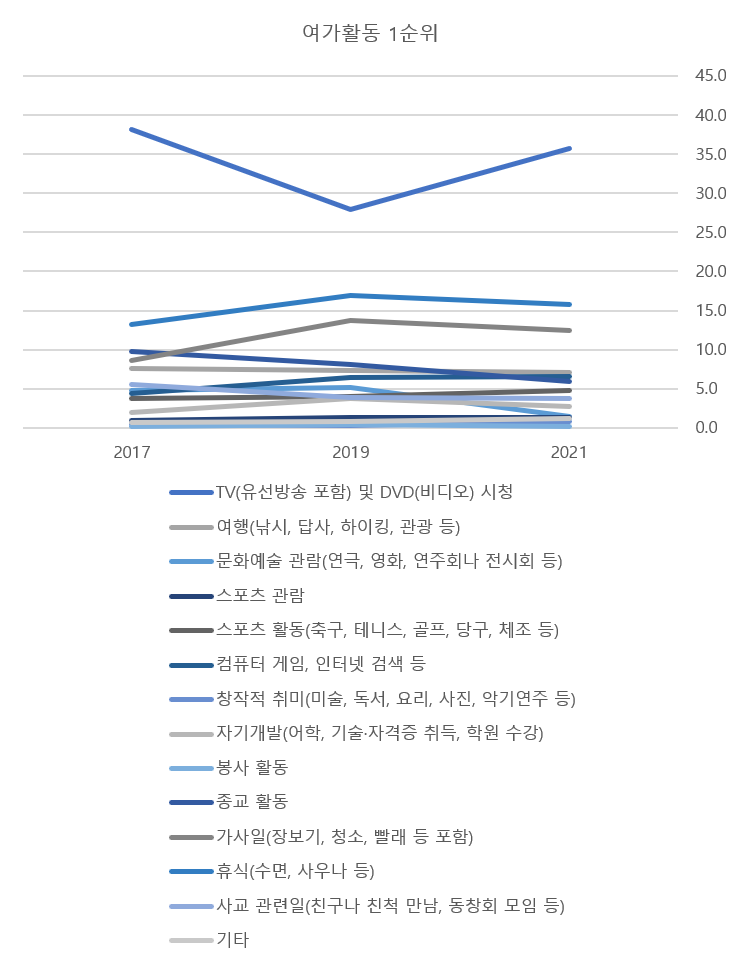 여가활동 1순위
45.0
40.0
35.0
30.0
25.0
20.0
15.0
10.0
5.0
0.0
2017 2019 2021
TV(유선방송 포함) 및 DVD(비디오) 시청
여행(낚시, 답사, 하이킹, 관광 등)
문화예술 관람(연극, 영화, 연주회나 전시회 등)
스포츠 관람
스포츠 활동(축구, 테니스, 골프, 당구, 체조 등)
컴퓨터 게임, 인터넷 검색 등
창작적 취미(미술, 독서, 요리, 사진, 악기연주 등)
자기개발(어학, 기술·자격증 취득, 학원 수강)
봉사 활동
종교 활동
가사일(장보기, 청소, 빨래 등 포함)
휴식(수면, 사우나 등)
사교 관련일(친구나 친척 만남, 동창회 모임 등)
기타